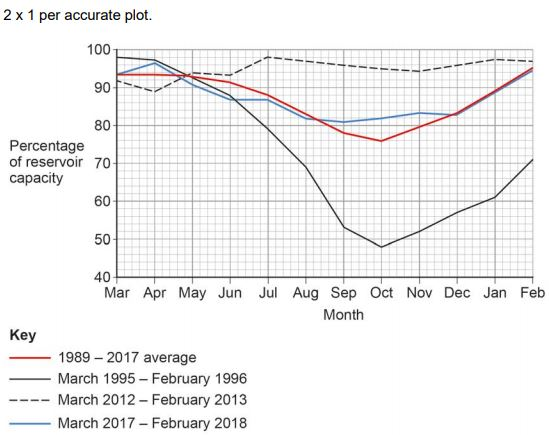 2 x 1 per accurate plot.
100
90
80
70
60
50
40
Percentage
of reservoir
capacity
Mar Apr May Jun Jul Aug Sep Oct Nov Dec Jan Feb
Month
Key
1989 – 2017 average
March 1995 – February 1996
March 2012 – February 2013
March 2017 – February 2018